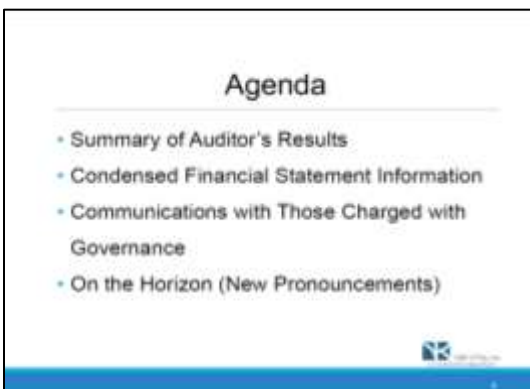 Agenda
• Summary of Auditor's Results
• Condensed Financial Statement Information
• Communications with Those Charged with
Governance
• On the Horizon (New Pronouncements)